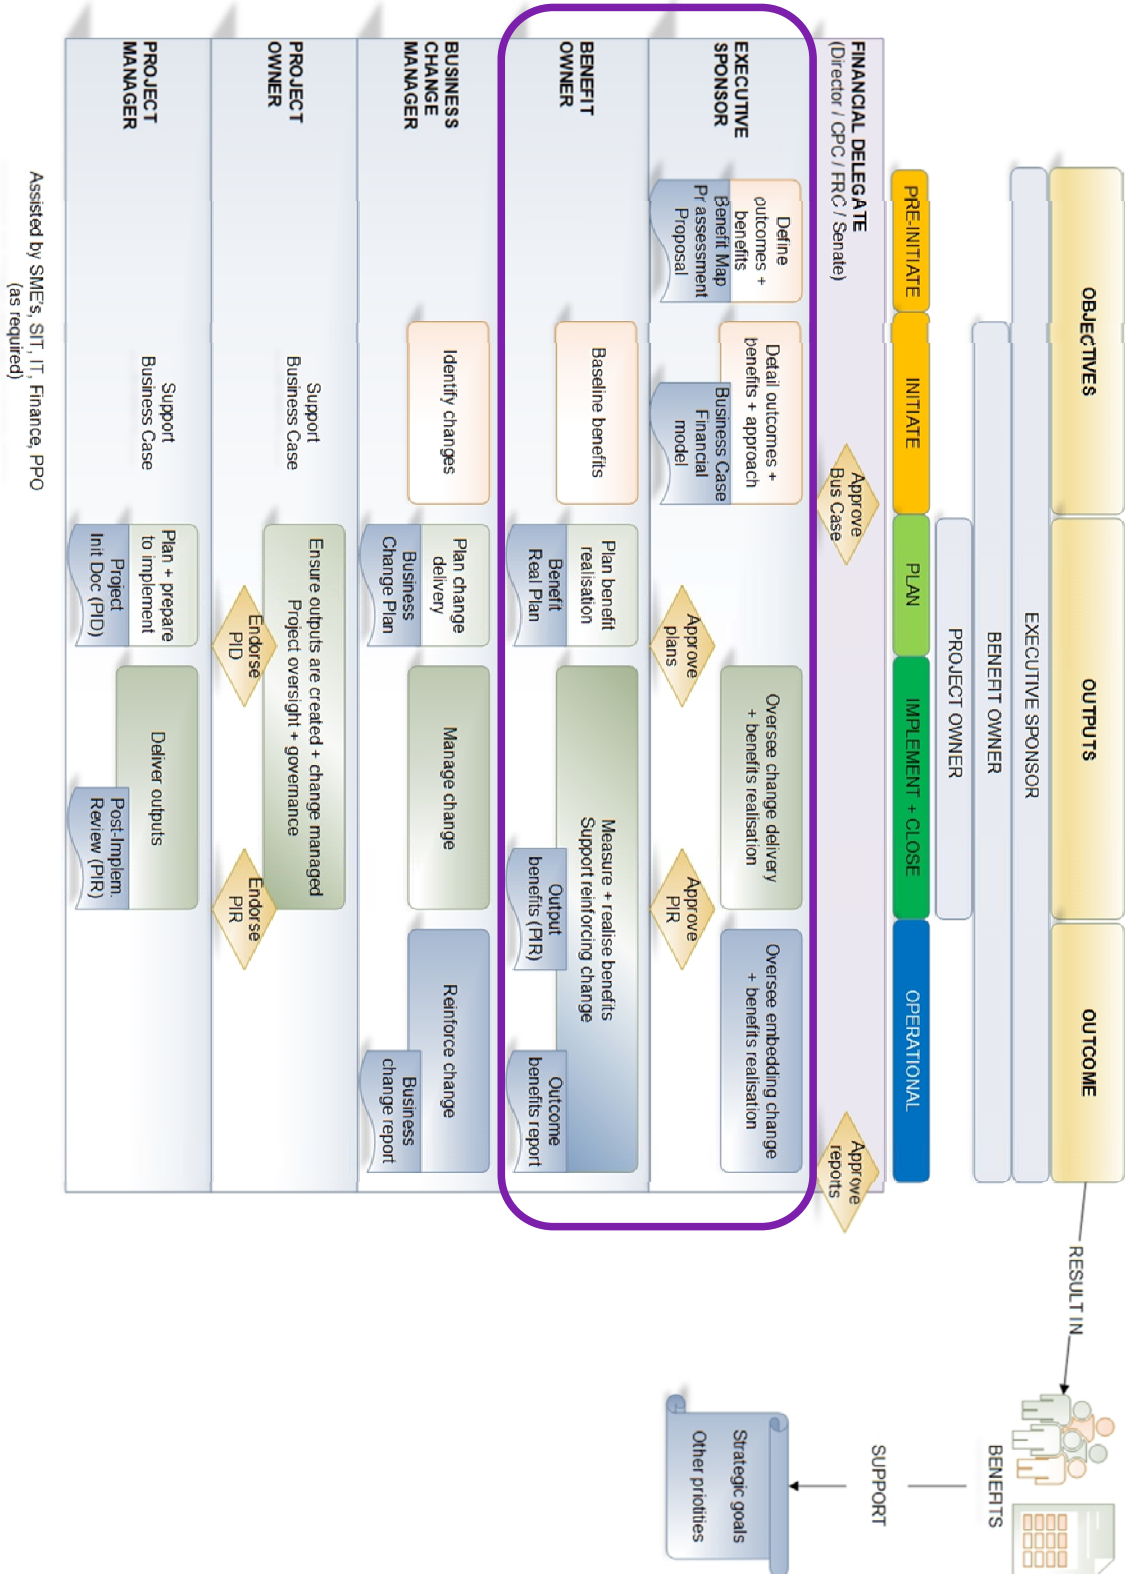 OBJECTIVES
OUTPUTS
OUTCOME
RESULT IN
EXECUTIVE SPONSOR
BENEFIT OWNER
PROJECT OWNER
BENEFITS
PRE-INITIATE
INITIATE
PLAN
IMPLEMENT + CLOSE
OPERATIONAL
SUPPORT
FINANCIAL DELEGATE
(Director / CPC / FRC / Senate)
Approve
Bus Case
Approve
reports
EXECUTIVE
SPONSOR
Define
outcomes +
benefits
Benefit Map
Pr assessment
Proposal
Detail outcomes +
benefits + approach
Business Case
Financial
model
Approve
plans
Oversee change delivery
+ benefits realisation
Approve
PIR
Oversee embedding change
+ benefits realisation
Strategic goals
Other priotities
BENEFIT
OWNER
Baseline benefits
Plan benefit
realisation
Benefit
Real Plan
Measure + realise benefits
Support reinforcing change
Output
benefits (PIR)
Outcome
benefits report
BUSINESS
CHANGE
MANAGER
Identify changes
Plan change
delivery
Business
Change Plan
Manage change
Reinforce change
Business
change report
PROJECT
OWNER
Support
Business Case
Ensure outputs are created + change managed
Project oversight + governance
Endorse
PID
Endorse
PIR
PROJECT
MANAGER
Support
Business Case
Plan + prepare
to implement
Project
Init Doc (PID)
Deliver outputs
Post-Implem.
Review (PIR)
Assisted by SME's, SIT, IT, Finance, PPO
(as required)